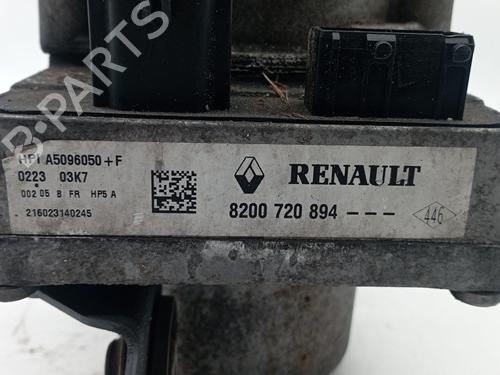 HPI A5096050+F
0223 03K7
002 05 B FR HP5 A
216023140245
RENAULT
8200 720 894 ---
446
B-PARTS